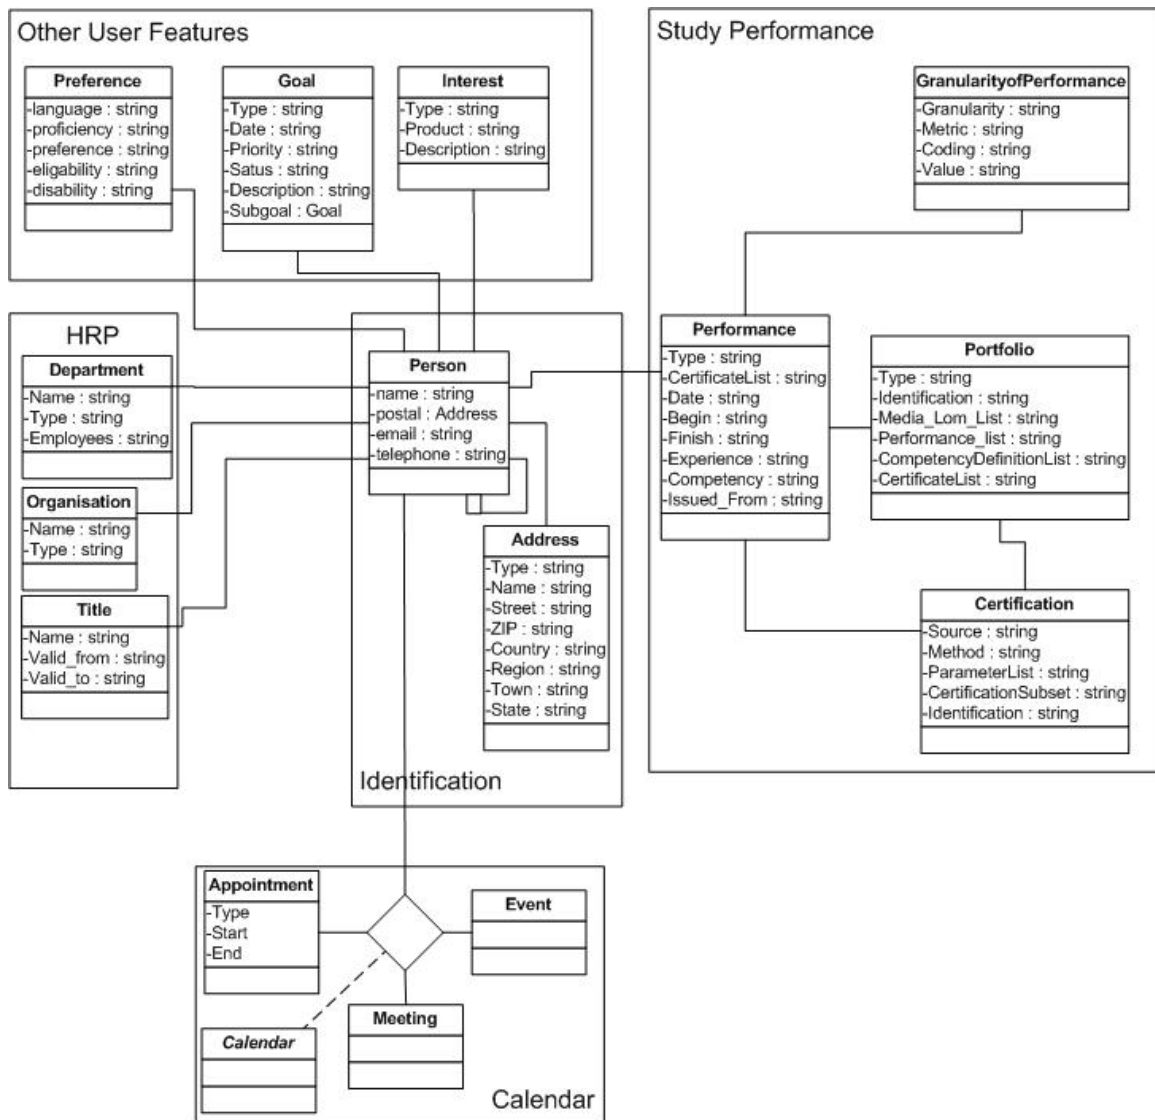 Other User Features
Preference
-language : string
-proficiency : string
-preference : string
-eligability : string
-disability : string
Goal
-Type : string
-Date : string
-Priority : string
-Satus : string
-Description : string
-Subgoal : Goal
Interest
-Type : string
-Product : string
-Description : string
Study Performance
GranularityofPerformance
-Granularity : string
-Metric : string
-Coding : string
-Value : string
Performance
-Type : string
-CertificateList : string
-Date : string
-Begin : string
-Finish : string
-Experience : string
-Competency : string
-Issued_From : string
Portfolio
-Type : string
-Identification : string
-Media_Lom_List : string
-Performance_list : string
-CompetencyDefinitionList : string
-CertificateList : string
Certification
-Source : string
-Method : string
-ParameterList : string
-CertificationSubset : string
-Identification : string
HRP
Department
-Name : string
-Type : string
-Employees : string
Organisation
-Name : string
-Type : string
Title
-Name : string
-Valid_from : string
-Valid_to : string
Person
-name : string
-postal : Address
-email : string
-telephone : string
Address
-Type : string
-Name : string
-Street : string
-ZIP : string
-Country : string
-Region : string
-Town : string
-State : string
Identification
Appointment
-Type
-Start
-End
Event
Meeting
Calendar
Calendar